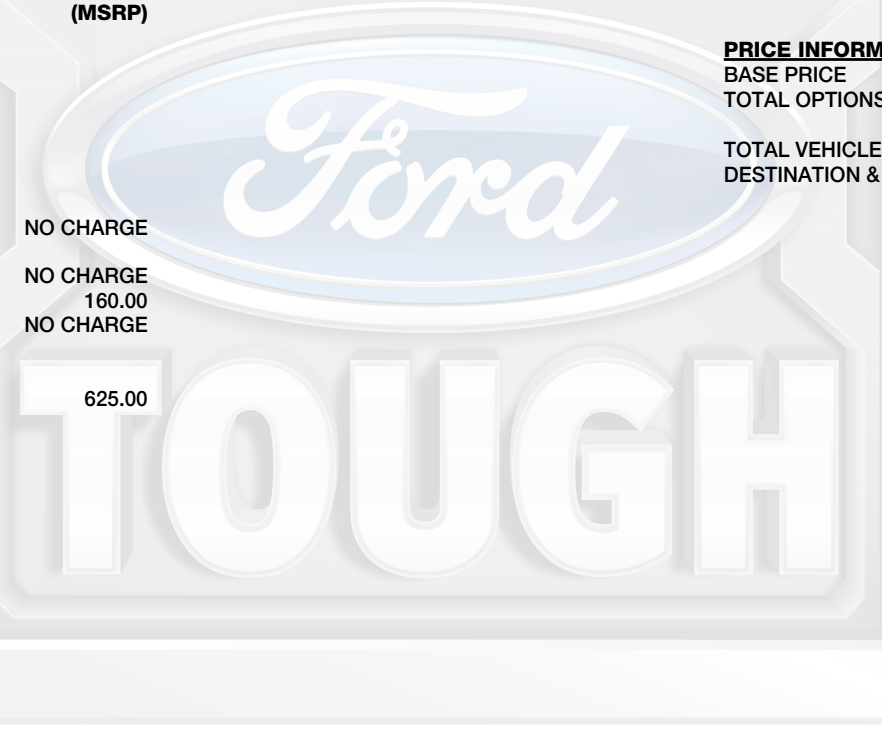 (MSRP)
NO CHARGE
NO CHARGE
160.00
NO CHARGE
625.00
PRICE INFORM
BASE PRICE
TOTAL OPTIONS
TOTAL VEHICLE
DESTINATION &
Ford
TOUGH